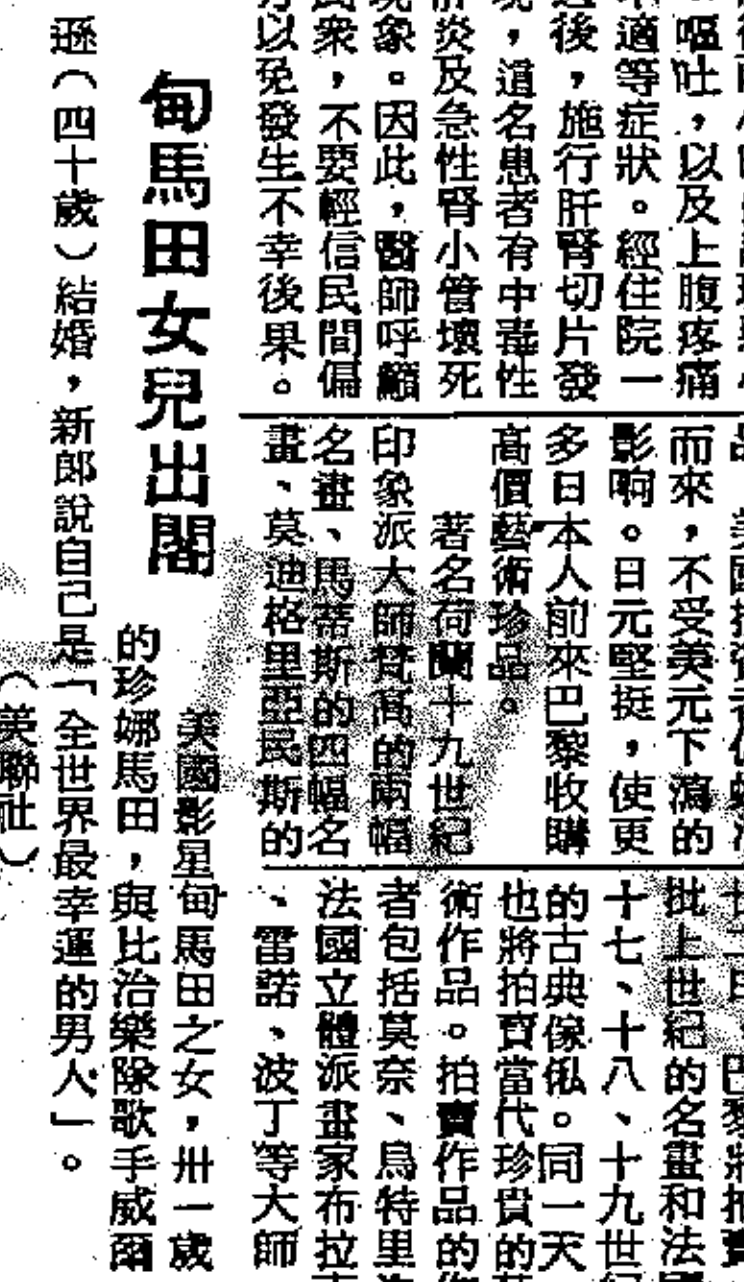 嘔吐，以及上腹疼痛
適等症狀。經住院一
後，施行肝腎切片發
，這名患者有中毒性
炎及急性腎小管壞死
象。因此，醫師呼籲
衆，不要輕信民間偏
以免發生不幸後果。
而來，不受美元下瀉的
影响。日元堅挺，使更
多日本人前來巴黎收購
高價藝術珍品。
著名荷蘭十九世紀
印象派大師梵高的兩幅
名畫、馬蒂斯的四幅名
畫、莫迪格里亞民斯的
批上世紀的名畫和法國
十七、十八、十九世紀
的古典傢俬。同一天
也將拍賣當代珍貴的
術作品。拍賣作品的
者包括莫奈、烏特里
法國立體派畫家布拉
、雷諾、波丁等大師
甸馬田女兒出閣
美國影星甸馬田之女，卅一歲
的珍娜馬田，與比治樂隊歌手威爾
遜（四十歲）結婚，新郎說自己是「全世界最幸運的男人」。
（美聯社）